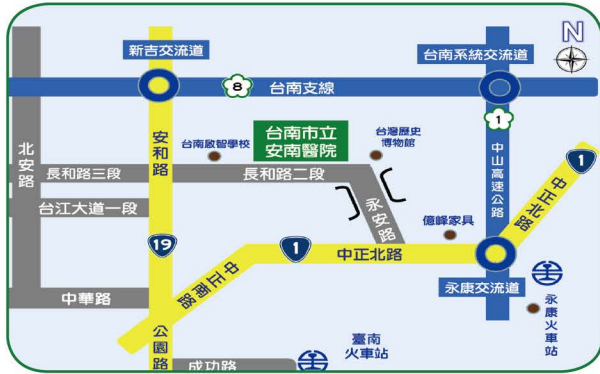 新吉交流道
台南系統交流道
N
8
台南支線
1
安和路
台南啟智學校
台南市立
安南醫院
台灣歷史
博物館
中山高速公路
1
中正北路
北安路
長和路三段
長和路二段
台江大道一段
永安路
億峰家具
19
1
中正北路
中正南路
永康交流道
中華路
永康火車站
公園路
臺南
火車站
成功路